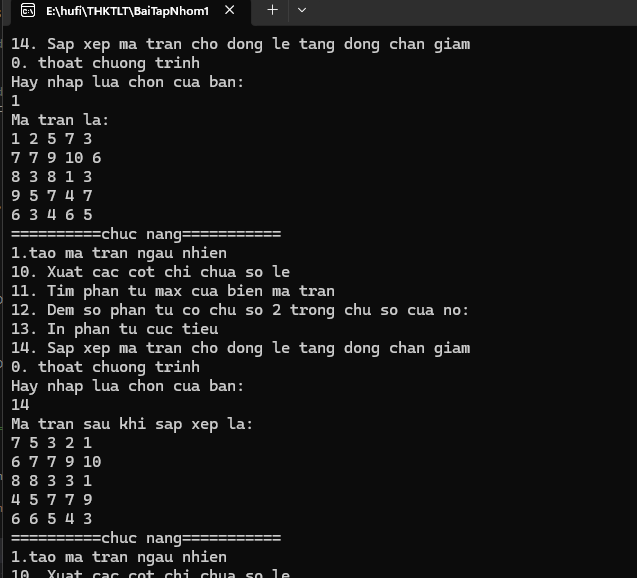 E:\hufi\THKTLT\BaiTapNhom1
14. Sap xep ma tran cho dong le tang dong chan giam
0. thoat chuong trinh
Hay nhap lua chon cua ban:
1
Ma tran la:
1 2 5 7 3
7 7 9 10 6
8 3 8 1 3
9 5 7 4 7
6 3 4 6 5
==========chuc nang===========
1.tao ma tran ngau nhien
10. Xuat cac cot chi chua so le
11. Tim phan tu max cua bien ma tran
12. Dem so phan tu co chu so 2 trong chu so cua no:
13. In phan tu cuc tieu
14. Sap xep ma tran cho dong le tang dong chan giam
0. thoat chuong trinh
Hay nhap lua chon cua ban:
14
Ma tran sau khi sap xep la:
7 5 3 2 1
6 7 7 9 10
8 8 3 3 1
4 5 7 7 9
6 6 5 4 3
==========chuc nang===========
1.tao ma tran ngau nhien
10. Xuat cac cot chi chua so le